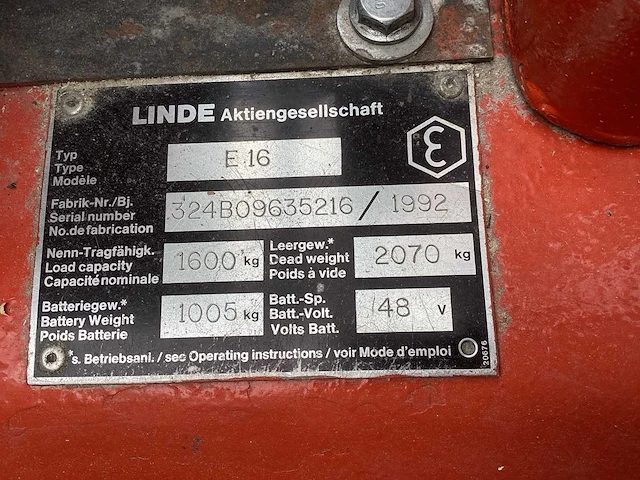 LINDE Aktiengesellschaft
Typ
Type
Modèle
E 16
Fabrik-Nr./Bj.
Serial number
No.de fabrication
324B09635216 / 1992
Nenn-Tragfähigk.
Load capacity
Capacité nominale
1600 kg
Leergew.*
Dead weight
Poids à vide
2070 kg
Batteriegew.*
Battery Weight
Poids Batterie
1005 kg
Batt.-Sp.
Batt.-Volt.
Volts Batt.
48 V
*s. Betriebsanl. / see Operating instructions / voir Mode d'emploi
20676